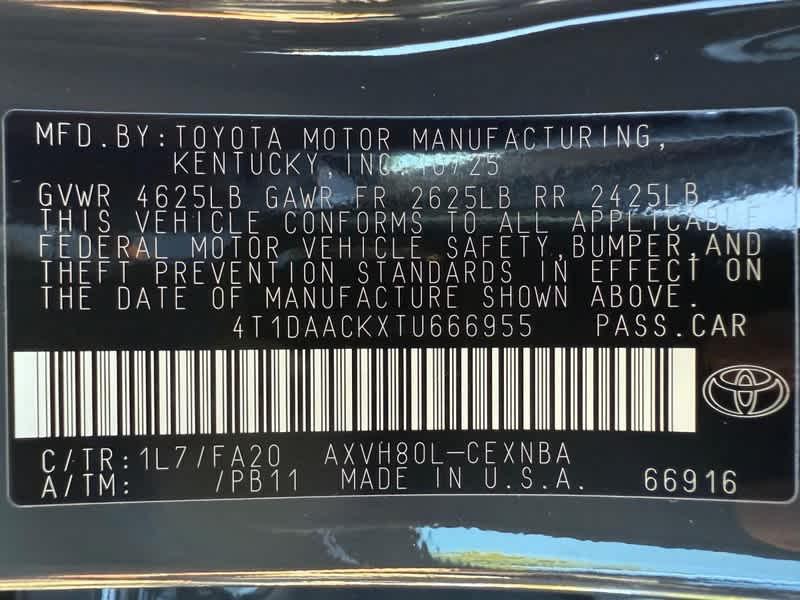 MFD.BY:TOYOTA MOTOR MANUFACTURING,
KENTUCKY,INC. 10/25
GVWR 4625LB GAWR FR 2625LB RR 2425LB
THIS VEHICLE CONFORMS TO ALL APPLICABLE
FEDERAL MOTOR VEHICLE SAFETY,BUMPER,AND
THEFT PREVENTION STANDARDS IN EFFECT ON
THE DATE OF MANUFACTURE SHOWN ABOVE.
4T1DAACKXTU666955 PASS.CAR
C/TR:1L7/FA20 AXVH80L-CEXNBA
A/TM: /PB11 MADE IN U.S.A. 66916